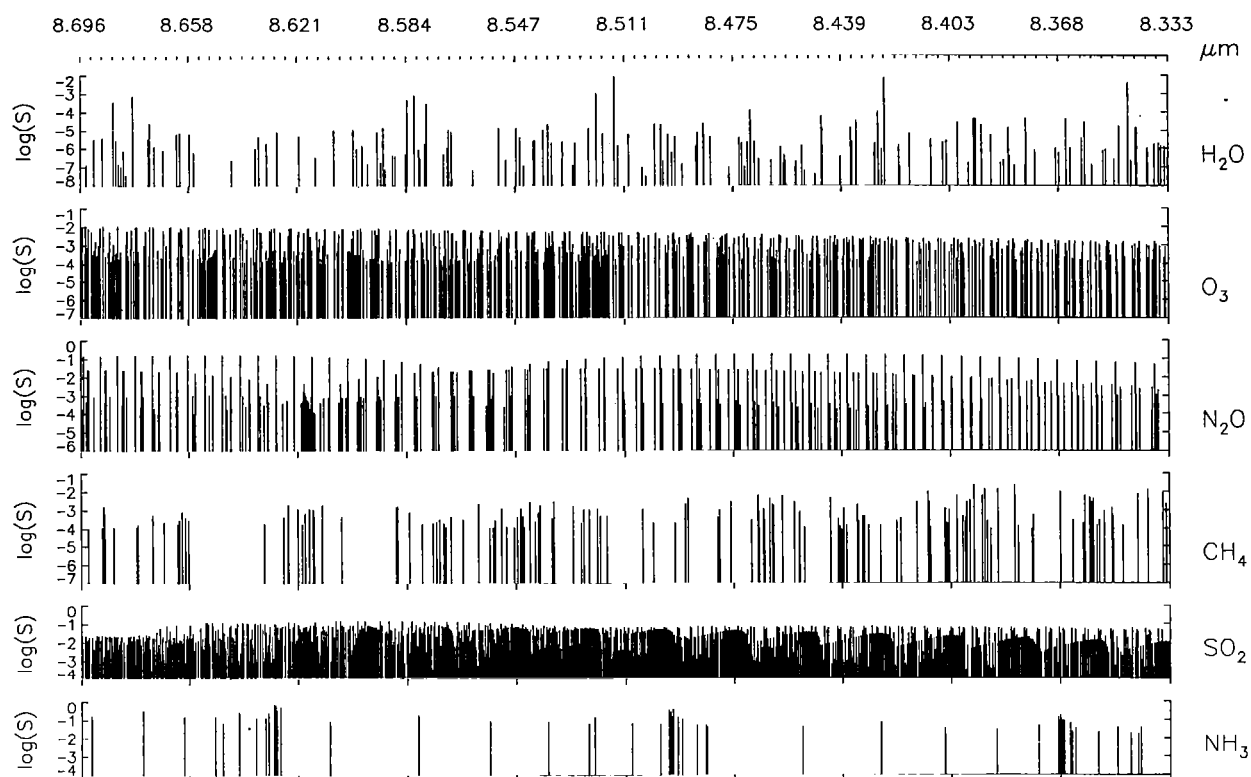 8.696 8.658 8.621 8.584 8.547 8.511 8.475 8.439 8.403 8.368 8.333
μm
log(S) -2 -3 -4 -5 -6 -7 -8 H₂O
log(S) -1 -2 -3 -4 -5 -6 -7 O₃
log(S) 0 -1 -2 -3 -4 -5 -6 N₂O
log(S) -1 -2 -3 -4 -5 -6 -7 CH₄
log(S) 0 -1 -2 -3 -4 SO₂
log(S) 0 -1 -2 -3 -4 NH₃